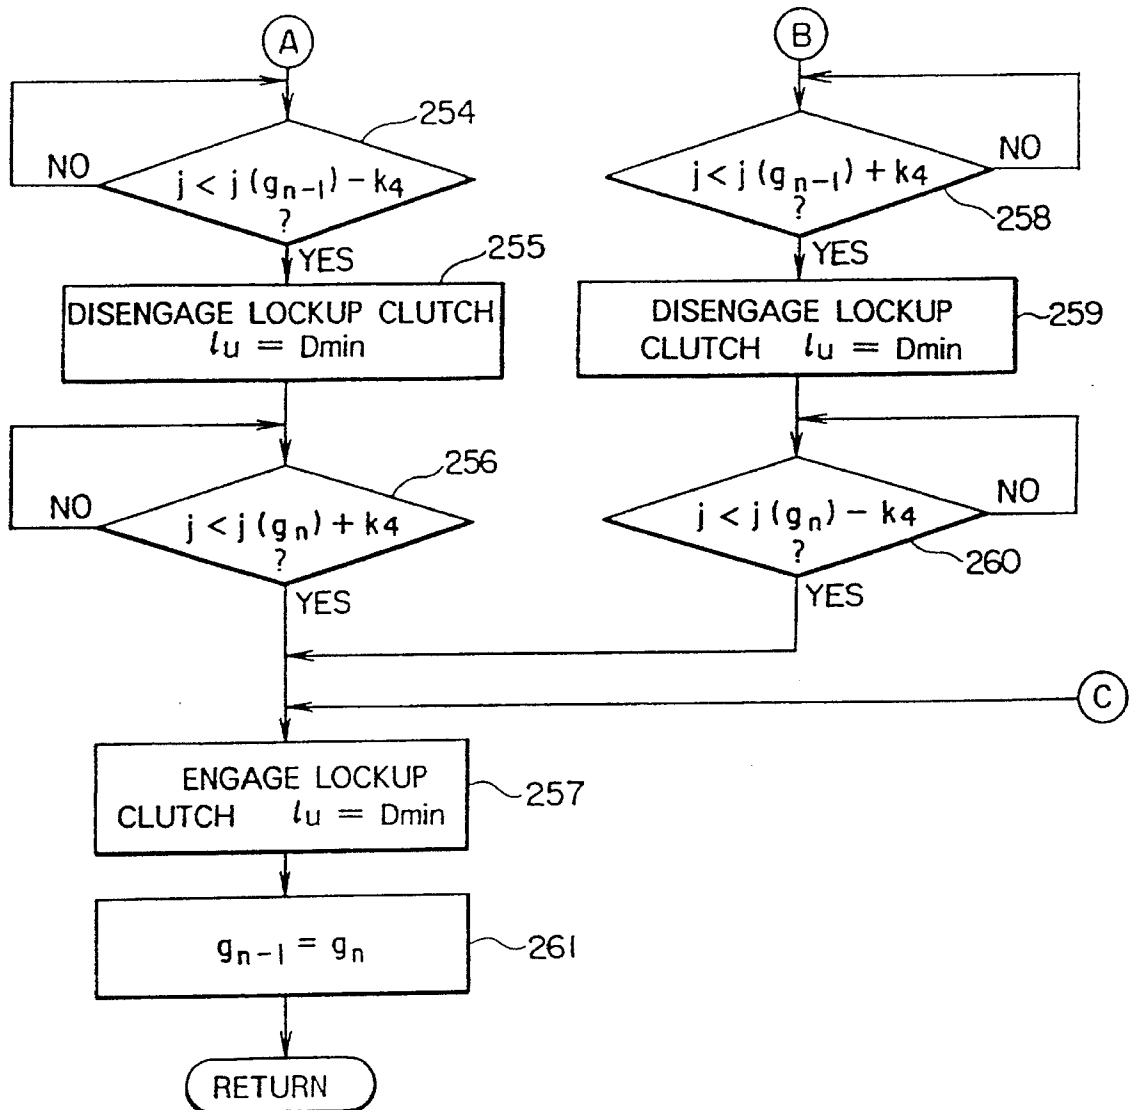 A
254
NO
j < j (gn-1) – k4
?
YES
255
DISENGAGE LOCKUP CLUTCH
lu = Dmin
256
NO
j < j (gn) + k4
?
YES
B
NO
j < j (gn-1) + k4
?
258
YES
DISENGAGE LOCKUP
CLUTCH lu = Dmin
259
NO
j < j (gn) – k4
?
260
YES
C
ENGAGE LOCKUP
CLUTCH lu = Dmin
257
gn-1 = gn
261
RETURN